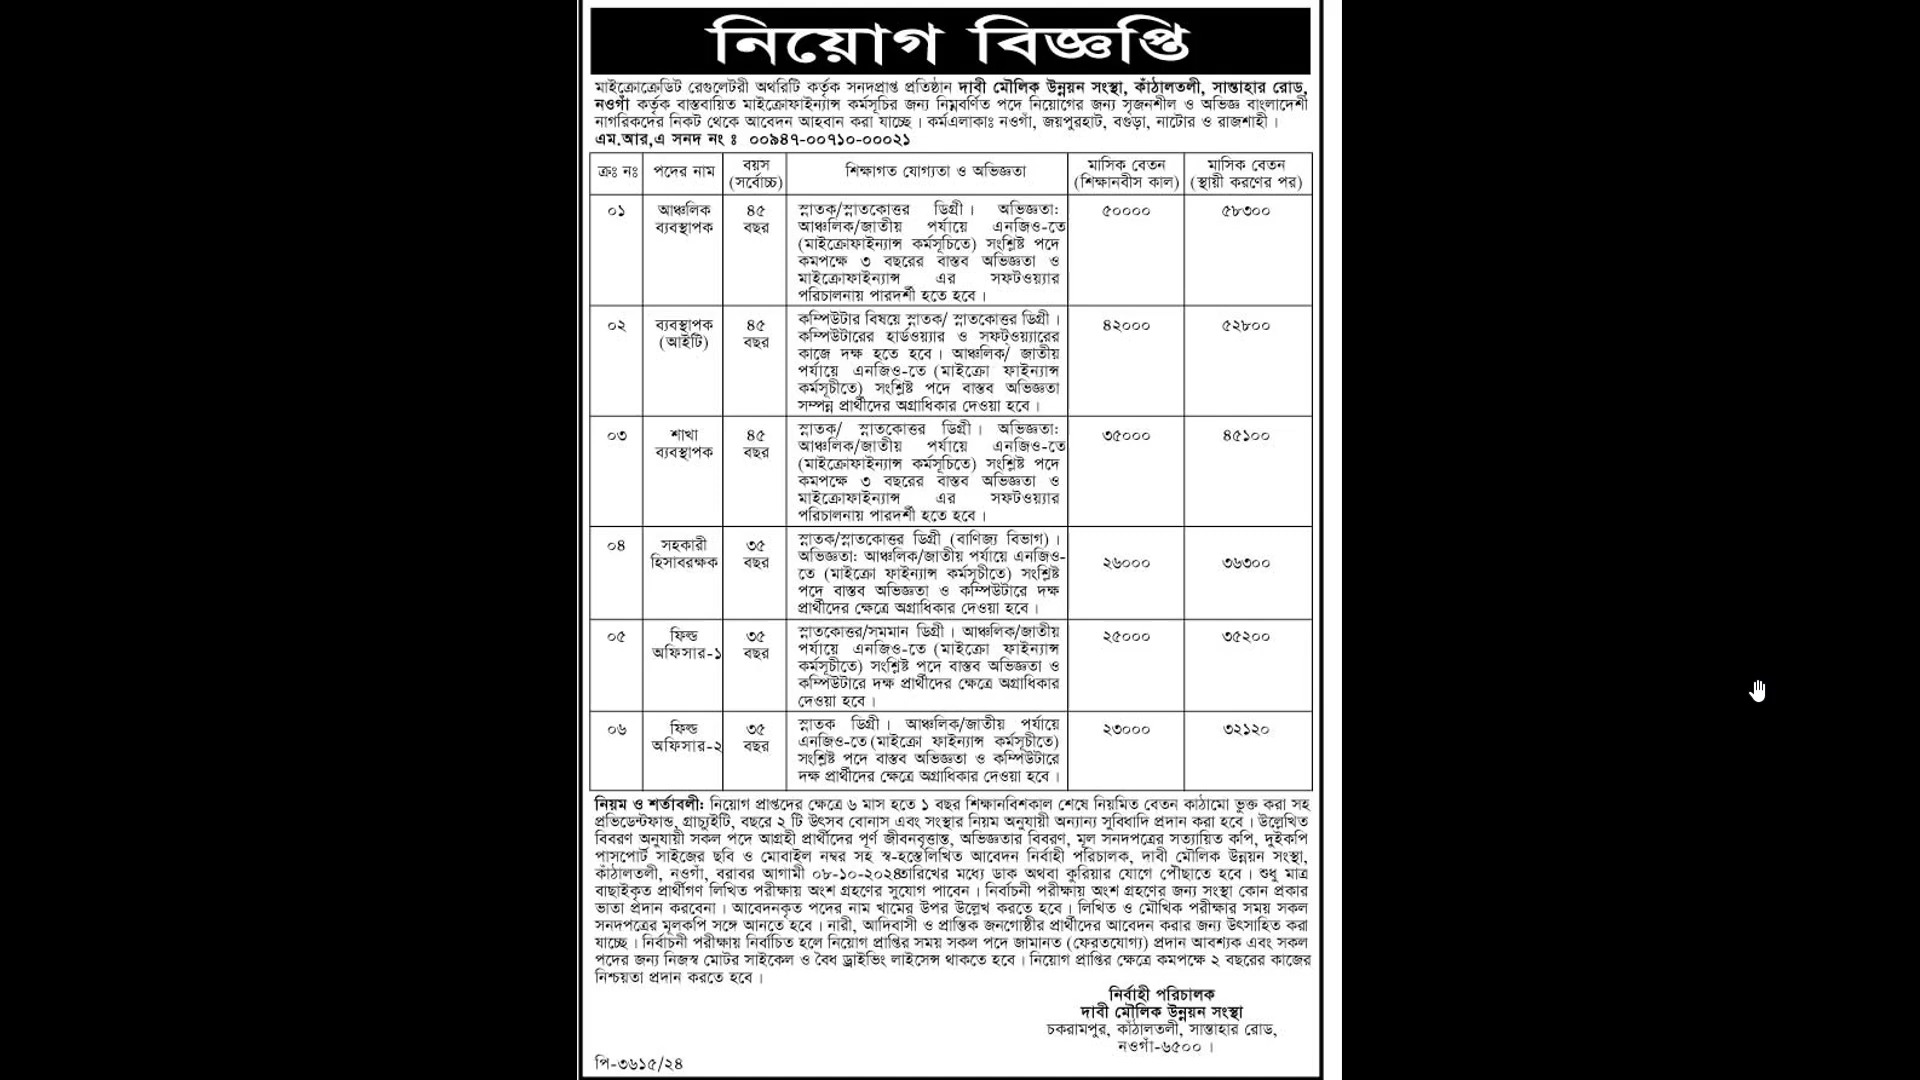 নিয়োগ বিজ্ঞপ্তি
মাইক্রোক্রেডিট রেগুলেটরী অথরিটি কর্তৃক সনদপ্রাপ্ত প্রতিষ্ঠান দাবী মৌলিক উন্নয়ন সংস্থা, কাঁঠালতলী, সান্তাহার রোড,
নওগাঁ কর্তৃক বাস্তবায়িত মাইক্রোফাইন্যান্স কর্মসূচির জন্য নিম্নবর্ণিত পদে নিয়োগের জন্য সৃজনশীল ও অভিজ্ঞ বাংলাদেশী
নাগরিকদের নিকট থেকে আবেদন আহবান করা যাচ্ছে। কর্মএলাকাঃ নওগাঁ, জয়পুরহাট, বগুড়া, নাটোর ও রাজশাহী।
এম.আর,এ সনদ নং ঃ ০০৯৪৭-০০৭১০-০০০২১
ক্রঃ নঃ পদের নাম বয়স (সর্বোচ্চ) শিক্ষাগত যোগ্যতা ও অভিজ্ঞতা মাসিক বেতন (শিক্ষানবীস কাল) মাসিক বেতন (স্থায়ী করণের পর)
০১ আঞ্চলিক ব্যবস্থাপক ৪৫ বছর স্নাতক/স্নাতকোত্তর ডিগ্রী। অভিজ্ঞতা: ৫০০০০ ৫৮৩০০
আঞ্চলিক/জাতীয় পর্যায়ে এনজিও-তে
(মাইক্রোফাইন্যান্স কর্মসূচিতে) সংশ্লিষ্ট পদে
কমপক্ষে ৩ বছরের বাস্তব অভিজ্ঞতা ও
মাইক্রোফাইন্যান্স এর সফটওয়্যার
পরিচালনায় পারদর্শী হতে হবে।
০২ ব্যবস্থাপক (আইটি) ৪৫ বছর কম্পিউটার বিষয়ে স্নাতক/ স্নাতকোত্তর ডিগ্রী। ৪২০০০ ৫২৮০০
কম্পিউটারের হার্ডওয়্যার ও সফট্ওয়্যারের
কাজে দক্ষ হতে হবে। আঞ্চলিক/ জাতীয়
পর্যায়ে এনজিও-তে (মাইক্রো ফাইন্যান্স
কর্মসূচীতে) সংশ্লিষ্ট পদে বাস্তব অভিজ্ঞতা
সম্পন্ন প্রার্থীদের অগ্রাধিকার দেওয়া হবে।
০৩ শাখা ব্যবস্থাপক ৪৫ বছর স্নাতক/ স্নাতকোত্তর ডিগ্রী। অভিজ্ঞতা: ৩৫০০০ ৪৫১০০
আঞ্চলিক/জাতীয় পর্যায়ে এনজিও-তে
(মাইক্রোফাইন্যান্স কর্মসূচিতে) সংশ্লিষ্ট পদে
কমপক্ষে ৩ বছরের বাস্তব অভিজ্ঞতা ও
মাইক্রোফাইন্যান্স এর সফটওয়্যার
পরিচালনায় পারদর্শী হতে হবে।
০৪ সহকারী হিসাবরক্ষক ৩৫ বছর স্নাতক/স্নাতকোত্তর ডিগ্রী (বাণিজ্য বিভাগ)। ২৬০০০ ৩৬৩০০
অভিজ্ঞতা: আঞ্চলিক/জাতীয় পর্যায়ে এনজিও-
তে (মাইক্রো ফাইন্যান্স কর্মসূচীতে) সংশ্লিষ্ট
পদে বাস্তব অভিজ্ঞতা ও কম্পিউটারে দক্ষ
প্রার্থীদের ক্ষেত্রে অগ্রাধিকার দেওয়া হবে।
০৫ ফিল্ড অফিসার-১ ৩৫ বছর স্নাতকোত্তর/সমমান ডিগ্রী। আঞ্চলিক/জাতীয় ২৫০০০ ৩৫২০০
পর্যায়ে এনজিও-তে (মাইক্রো ফাইন্যান্স
কর্মসূচীতে) সংশ্লিষ্ট পদে বাস্তব অভিজ্ঞতা ও
কম্পিউটারে দক্ষ প্রার্থীদের ক্ষেত্রে অগ্রাধিকার
দেওয়া হবে।
০৬ ফিল্ড অফিসার-২ ৩৫ বছর স্নাতক ডিগ্রী। আঞ্চলিক/জাতীয় পর্যায়ে ২৩০০০ ৩২১২০
এনজিও-তে (মাইক্রো ফাইন্যান্স কর্মসূচীতে)
সংশ্লিষ্ট পদে বাস্তব অভিজ্ঞতা ও কম্পিউটারে
দক্ষ প্রার্থীদের ক্ষেত্রে অগ্রাধিকার দেওয়া হবে।
নিয়ম ও শর্তাবলী: নিয়োগ প্রাপ্তদের ক্ষেত্রে ৬ মাস হতে ১ বছর শিক্ষানবিশকাল শেষে নিয়মিত বেতন কাঠামো ভুক্ত করা সহ
প্রভিডেন্টফান্ড, গ্রাচ্যুইটি, বছরে ২ টি উৎসব বোনাস এবং সংস্থার নিয়ম অনুযায়ী অন্যান্য সুবিধাদি প্রদান করা হবে। উল্লেখিত
বিবরণ অনুযায়ী সকল পদে আগ্রহী প্রার্থীদের পূর্ণ জীবনবৃত্তান্ত, অভিজ্ঞতার বিবরণ, মূল সনদপত্রের সত্যায়িত কপি, দুইকপি
পাসপোর্ট সাইজের ছবি ও মোবাইল নম্বর সহ স্ব-হস্তেলিখিত আবেদন নির্বাহী পরিচালক, দাবী মৌলিক উন্নয়ন সংস্থা,
কাঁঠালতলী, নওগাঁ, বরাবর আগামী ০৮-১০-২০২৪তারিখের মধ্যে ডাক অথবা কুরিয়ার যোগে পৌছাতে হবে। শুধু মাত্র
বাছাইকৃত প্রার্থীগণ লিখিত পরীক্ষায় অংশ গ্রহণের সুযোগ পাবেন। নির্বাচনী পরীক্ষায় অংশ গ্রহণের জন্য সংস্থা কোন প্রকার
ভাতা প্রদান করবেনা। আবেদনকৃত পদের নাম খামের উপর উল্লেখ করতে হবে। লিখিত ও মৌখিক পরীক্ষার সময় সকল
সনদপত্রের মূলকপি সঙ্গে আনতে হবে। নারী, আদিবাসী ও প্রান্তিক জনগোষ্ঠীর প্রার্থীদের আবেদন করার জন্য উৎসাহিত করা
যাচ্ছে। নির্বাচনী পরীক্ষায় নির্বাচিত হলে নিয়োগ প্রাপ্তির সময় সকল পদে জামানত (ফেরতযোগ্য) প্রদান আবশ্যক এবং সকল
পদের জন্য নিজস্ব মোটর সাইকেল ও বৈধ ড্রাইভিং লাইসেন্স থাকতে হবে। নিয়োগ প্রাপ্তির ক্ষেত্রে কমপক্ষে ২ বছরের কাজের
নিশ্চয়তা প্রদান করতে হবে।
নির্বাহী পরিচালক
দাবী মৌলিক উন্নয়ন সংস্থা
চকরামপুর, কাঁঠালতলী, সান্তাহার রোড,
নওগাঁ-৬৫০০।
পি-৩৬১৫/২৪